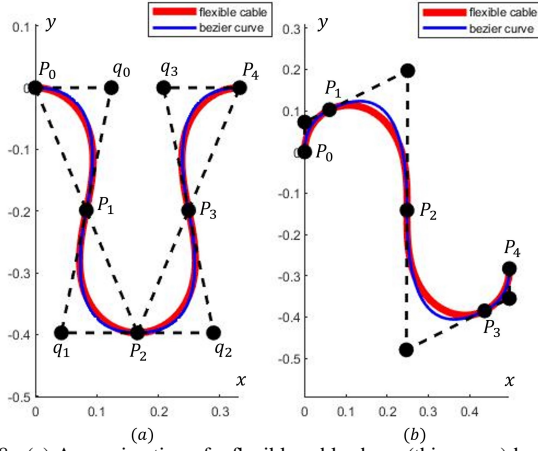 flexible cable
bezier curve
0.1
y
P0 q0 q3 P4
0
-0.1
-0.2
P1 P3
-0.3
-0.4
q1 P2 q2
-0.5
x
0 0.1 0.2 0.3
(a)
flexible cable
bezier curve
0.3
y
0.2
P1
0.1
0
P0
-0.1
P2
-0.2
P4
-0.3
-0.4
P3
-0.5
x
0 0.1 0.2 0.4
(b)